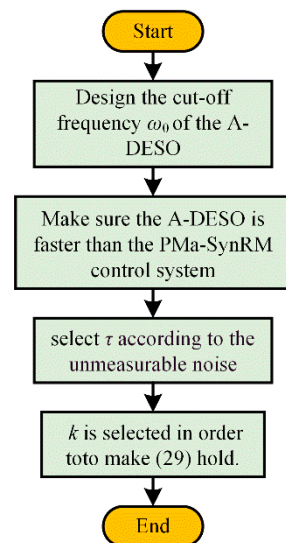 Start
Design the cut-off
frequency ω₀ of the A-
DESO
Make sure the A-DESO is
faster than the PMa-SynRM
control system
select τ according to the
unmeasurable noise
k is selected in order
toto make (29) hold.
End